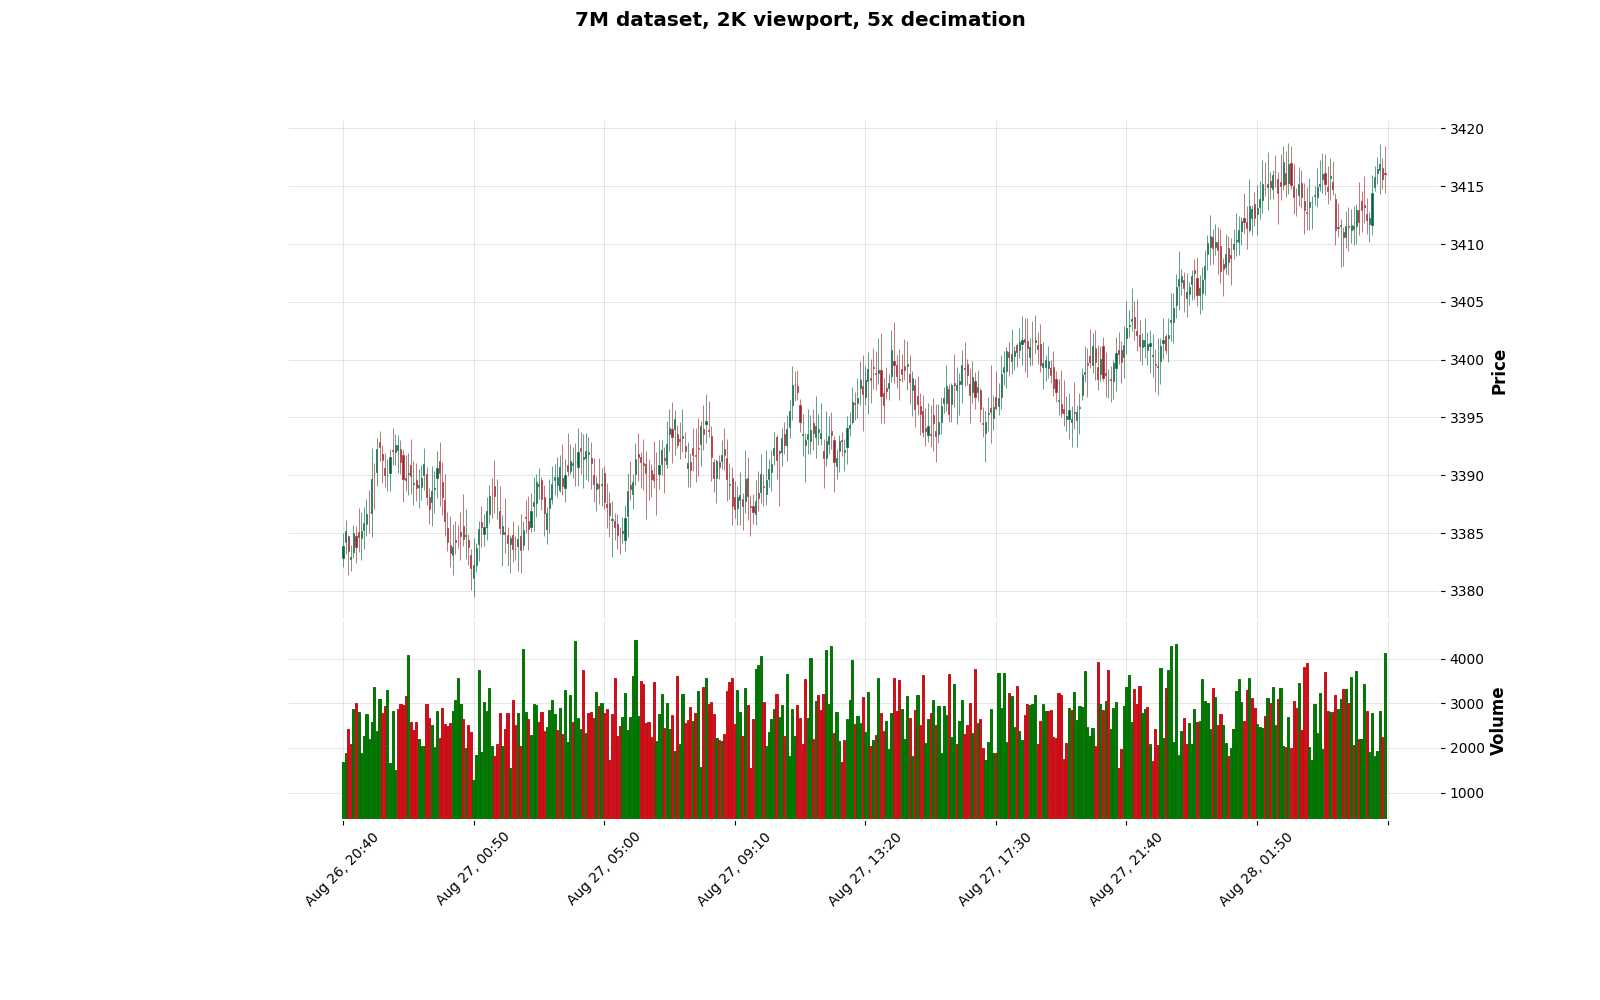 7M dataset, 2K viewport, 5x decimation
3420
3415
3410
3405
3400
3395
3390
3385
3380
Price
4000
3000
2000
1000
Volume
Aug 26, 20:40
Aug 27, 00:50
Aug 27, 05:00
Aug 27, 09:10
Aug 27, 13:20
Aug 27, 17:30
Aug 27, 21:40
Aug 28, 01:50